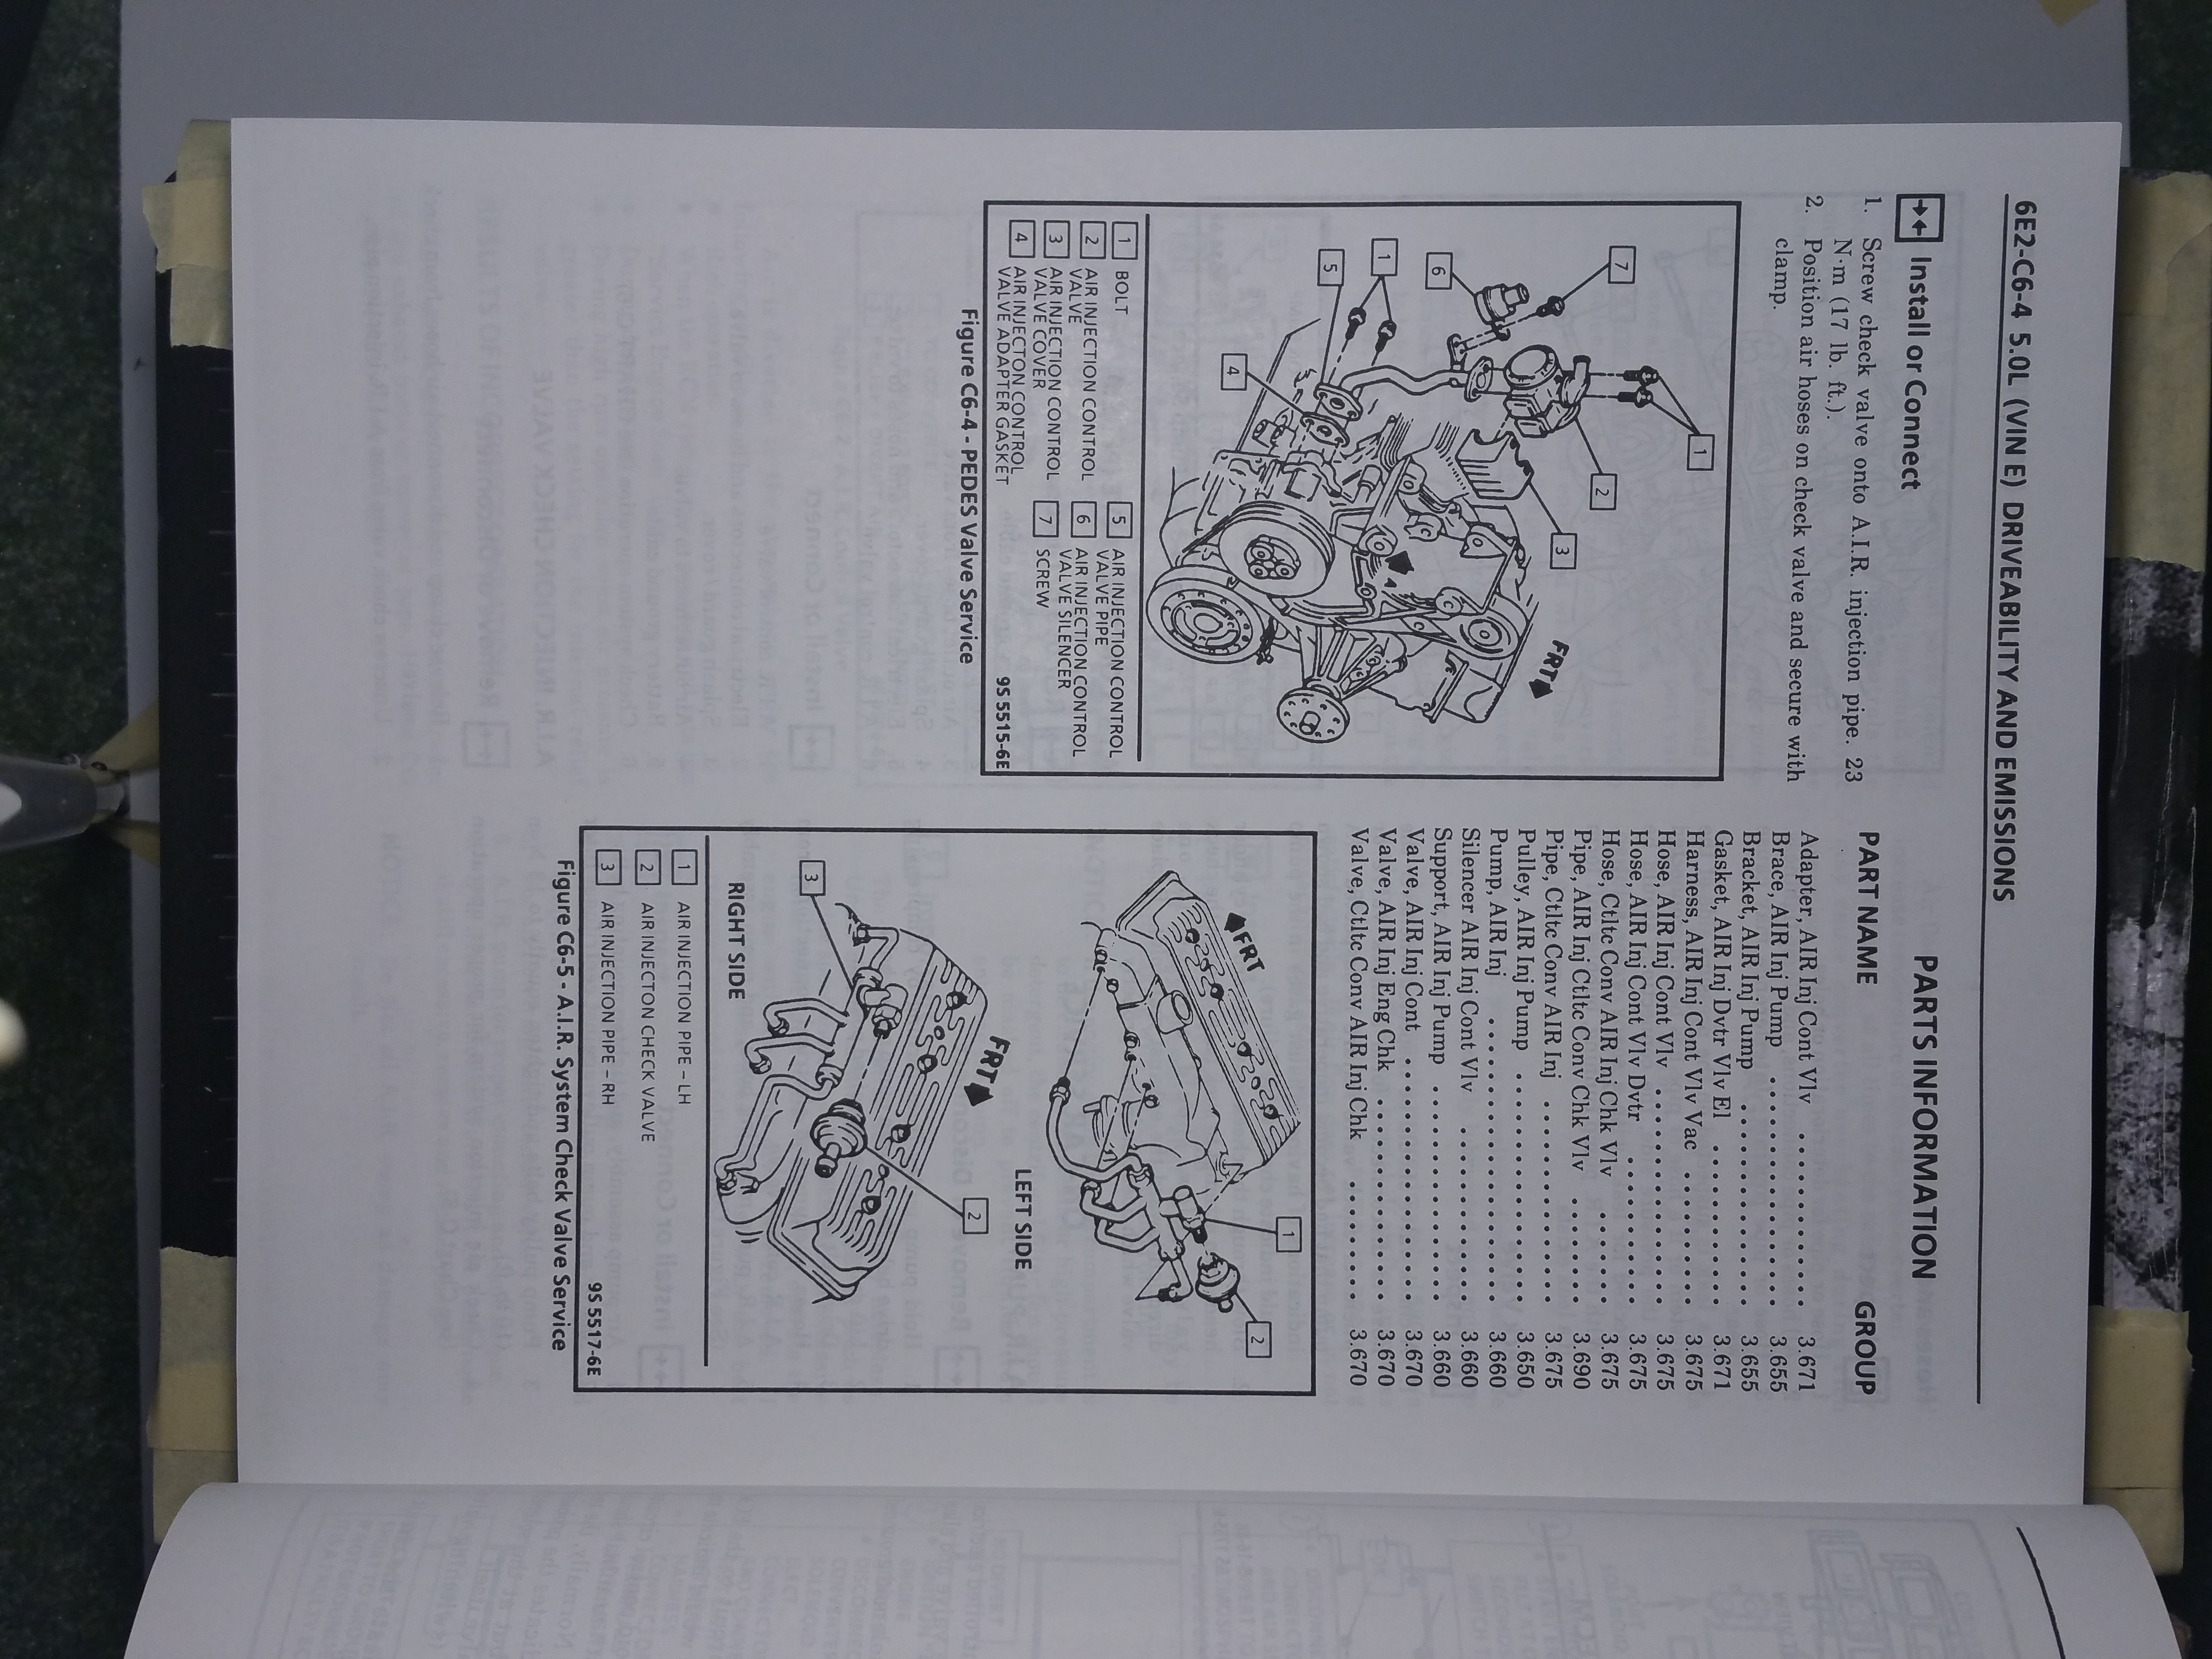 6E2-C6-4 5.0L (VIN E) DRIVEABILITY AND EMISSIONS
Install or Connect
1. Screw check valve onto A.I.R. injection pipe. 23
N·m (17 lb. ft.).
2. Position air hoses on check valve and secure with
clamp.
7
1
6
1
2
5
3
4
FRT
1 BOLT
2 AIR INJECTION CONTROL
VALVE
3 AIR INJECTION CONTROL
VALVE COVER
4 AIR INJECTON CONTROL
VALVE ADAPTER GASKET
5 AIR INJECTION CONTROL
VALVE PIPE
6 AIR INJECTION CONTROL
VALVE SILENCER
7 SCREW
9S 5515-6E
Figure C6-4 - PEDES Valve Service
PARTS INFORMATION
PART NAME GROUP
Adapter, AIR Inj Cont Vlv . . . . . . . . . . . . . 3.671
Brace, AIR Inj Pump . . . . . . . . . . . . . . . . . 3.655
Bracket, AIR Inj Pump . . . . . . . . . . . . . . . 3.655
Gasket, AIR Inj Dvtr Vlv El . . . . . . . . . . . . 3.671
Harness, AIR Inj Cont Vlv Vac . . . . . . . . . . 3.675
Hose, AIR Inj Cont Vlv . . . . . . . . . . . . . . . . 3.675
Hose, AIR Inj Cont Vlv Dvtr . . . . . . . . . . . 3.675
Hose, Ctltc Conv AIR Inj Chk Vlv . . . . . . . 3.675
Pipe, AIR Inj Ctltc Conv Chk Vlv . . . . . . . . 3.690
Pipe, Ctltc Conv AIR Inj . . . . . . . . . . . . . . . 3.675
Pulley, AIR Inj Pump . . . . . . . . . . . . . . . . . 3.650
Pump, AIR Inj . . . . . . . . . . . . . . . . . . . . . . 3.660
Silencer AIR Inj Cont Vlv . . . . . . . . . . . . . 3.660
Support, AIR Inj Pump . . . . . . . . . . . . . . . . 3.660
Valve, AIR Inj Cont . . . . . . . . . . . . . . . . . . 3.670
Valve, AIR Inj Eng Chk . . . . . . . . . . . . . . . 3.670
Valve, Ctltc Conv AIR Inj Chk . . . . . . . . . 3.670
FRT
1
2
LEFT SIDE
FRT
2
3
RIGHT SIDE
1 AIR INJECTION PIPE – LH
2 AIR INJECTON CHECK VALVE
3 AIR INJECTION PIPE – RH
9S 5517-6E
Figure C6-5 - A.I.R. System Check Valve Service